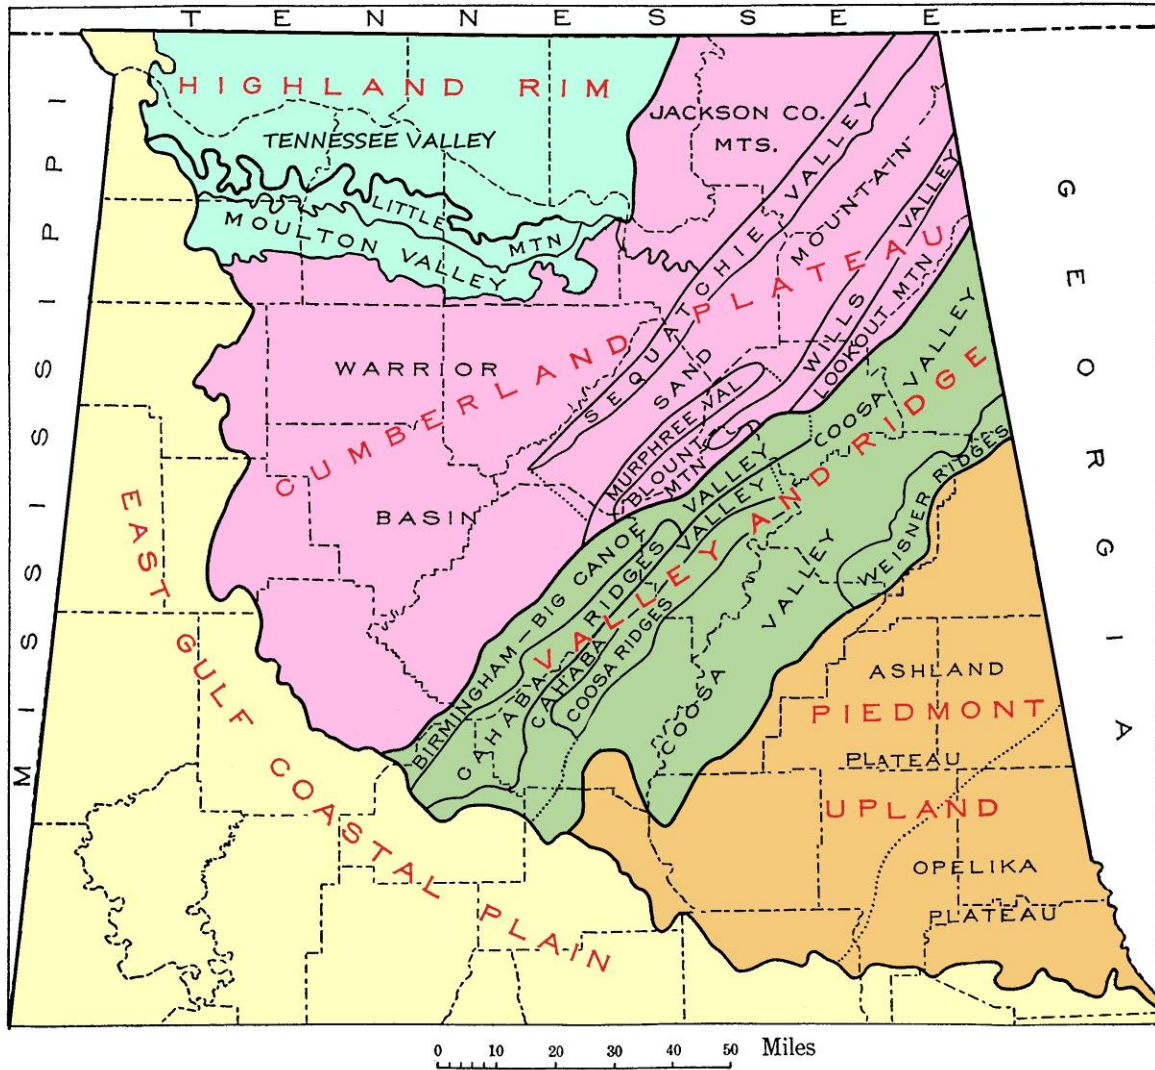 TENNESSEE
MISSISSIPPI
GEORGIA
HIGHLAND RIM
TENNESSEE VALLEY
LITTLE MTN
MOULTON VALLEY
JACKSON CO.
MTS.
SEQUATCHIE VALLEY
SAND MOUNTAIN
CUMBERLAND PLATEAU
WILLS VALLEY
LOOKOUT MTN
WARRIOR
BASIN
MURPHREE VAL
BLOUNT
MTN
BIRMINGHAM-BIG CANOE VALLEY
CAHABA RIDGES
CAHABA VALLEY
COOSA RIDGES
COOSA VALLEY
COOSA VALLEY
VALLEY AND RIDGE
WEISNER RIDGES
EAST GULF COASTAL PLAIN
ASHLAND
PIEDMONT
PLATEAU
UPLAND
OPELIKA
PLATEAU
0 10 20 30 40 50 Miles